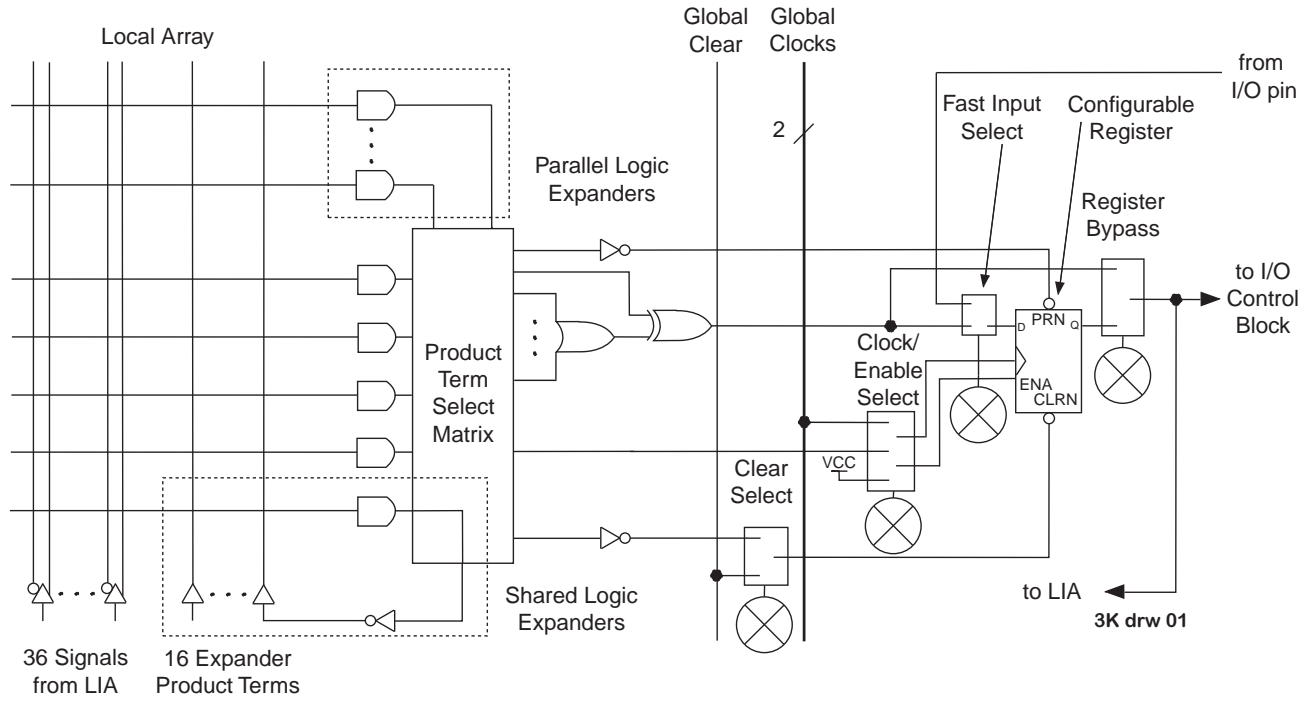 Local Array
Global
Clear
Global
Clocks
from
I/O pin
Fast Input
Select
Configurable
Register
2
Parallel Logic
Expanders
Register
Bypass
to I/O
Control
Block
PRN
D
Q
ENA
CLRN
Clock/
Enable
Select
Product
Term
Select
Matrix
VCC
Clear
Select
Shared Logic
Expanders
to LIA
3K drw 01
36 Signals
from LIA
16 Expander
Product Terms